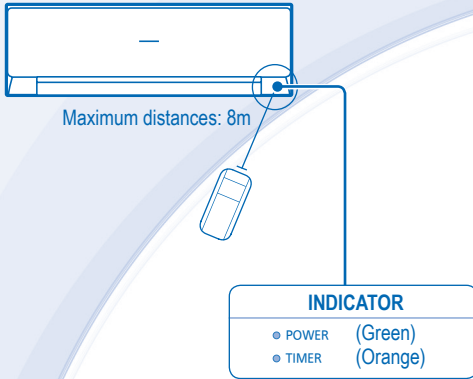 Maximum distances: 8m
INDICATOR
POWER (Green)
TIMER (Orange)